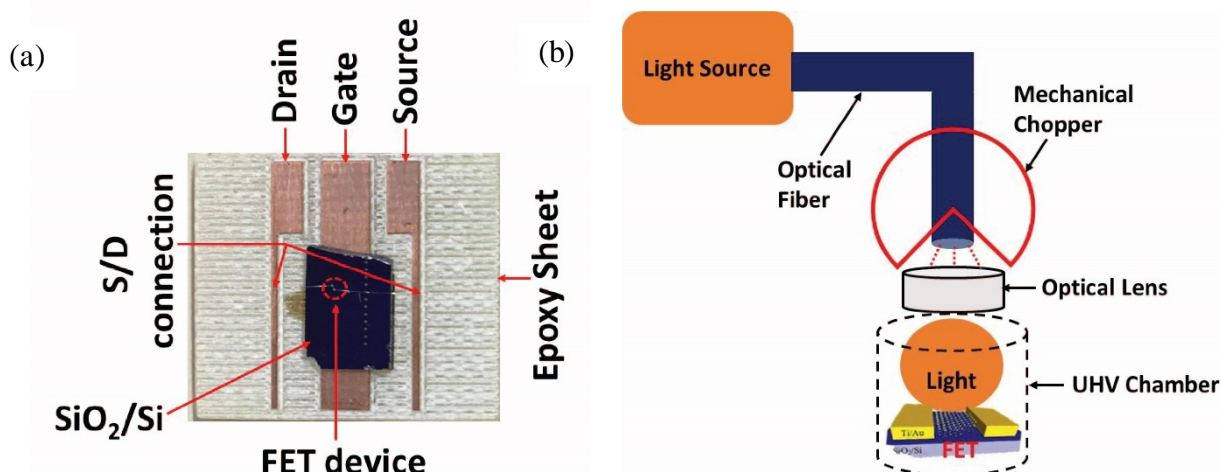 (a)
Drain
Gate
Source
S/D
connection
Epoxy Sheet
SiO₂/Si
FET device
(b)
Light Source
Mechanical
Chopper
Optical
Fiber
Optical Lens
Light
UHV Chamber
Ti/Au
SiO₂/Si
FET